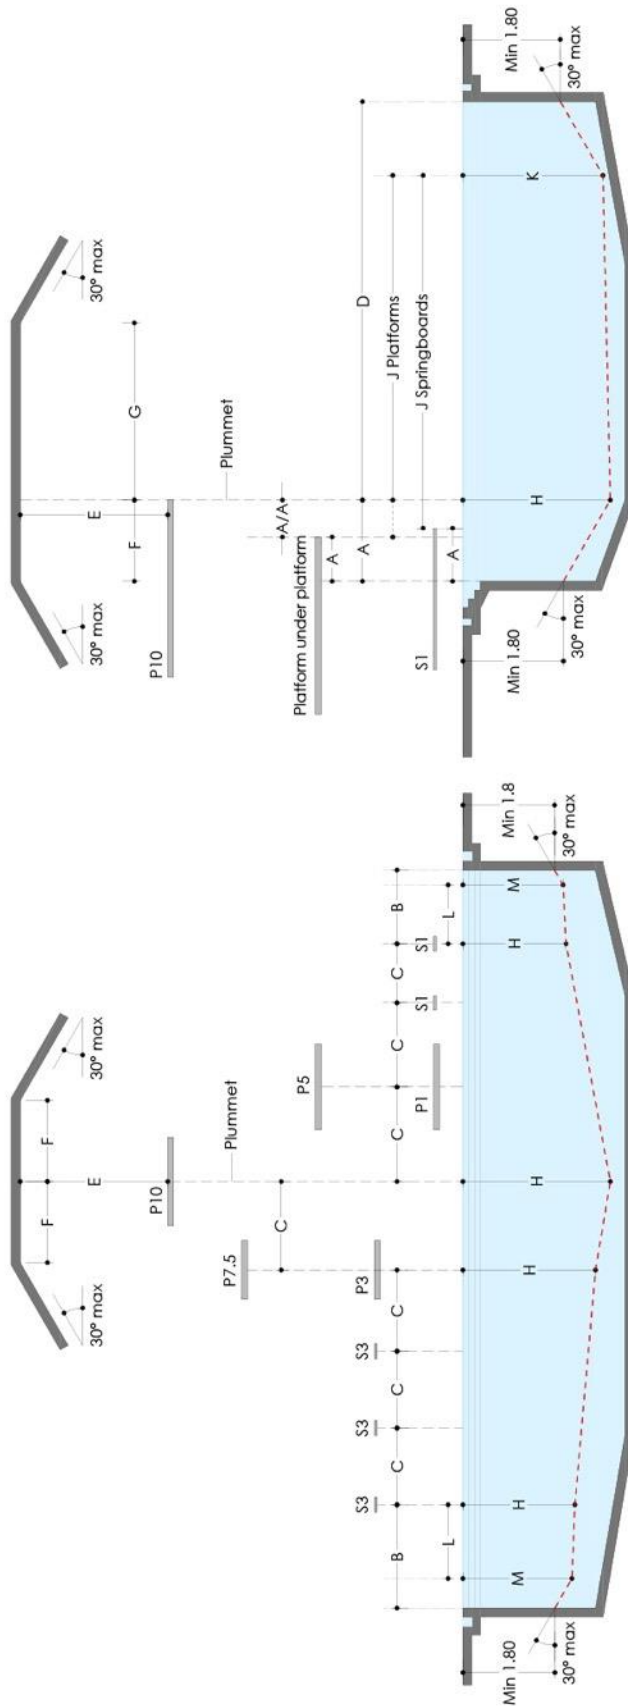 30° max
F
F
30° max
E
P10
Plummet
P7.5
C
P5
S3
S3
S3
P3
P1
S1
S1
B
C
C
C
C
C
C
B
L
L
M
H
H
H
H
M
Min 1.80
30° max
Min 1.8
30° max
30° max
30° max
E
F
G
P10
Plummet
A/A
Platform under platform
A
A
D
J Platforms
J Springboards
S1
A
H
K
Min 1.80
30° max
Min 1.80
30° max